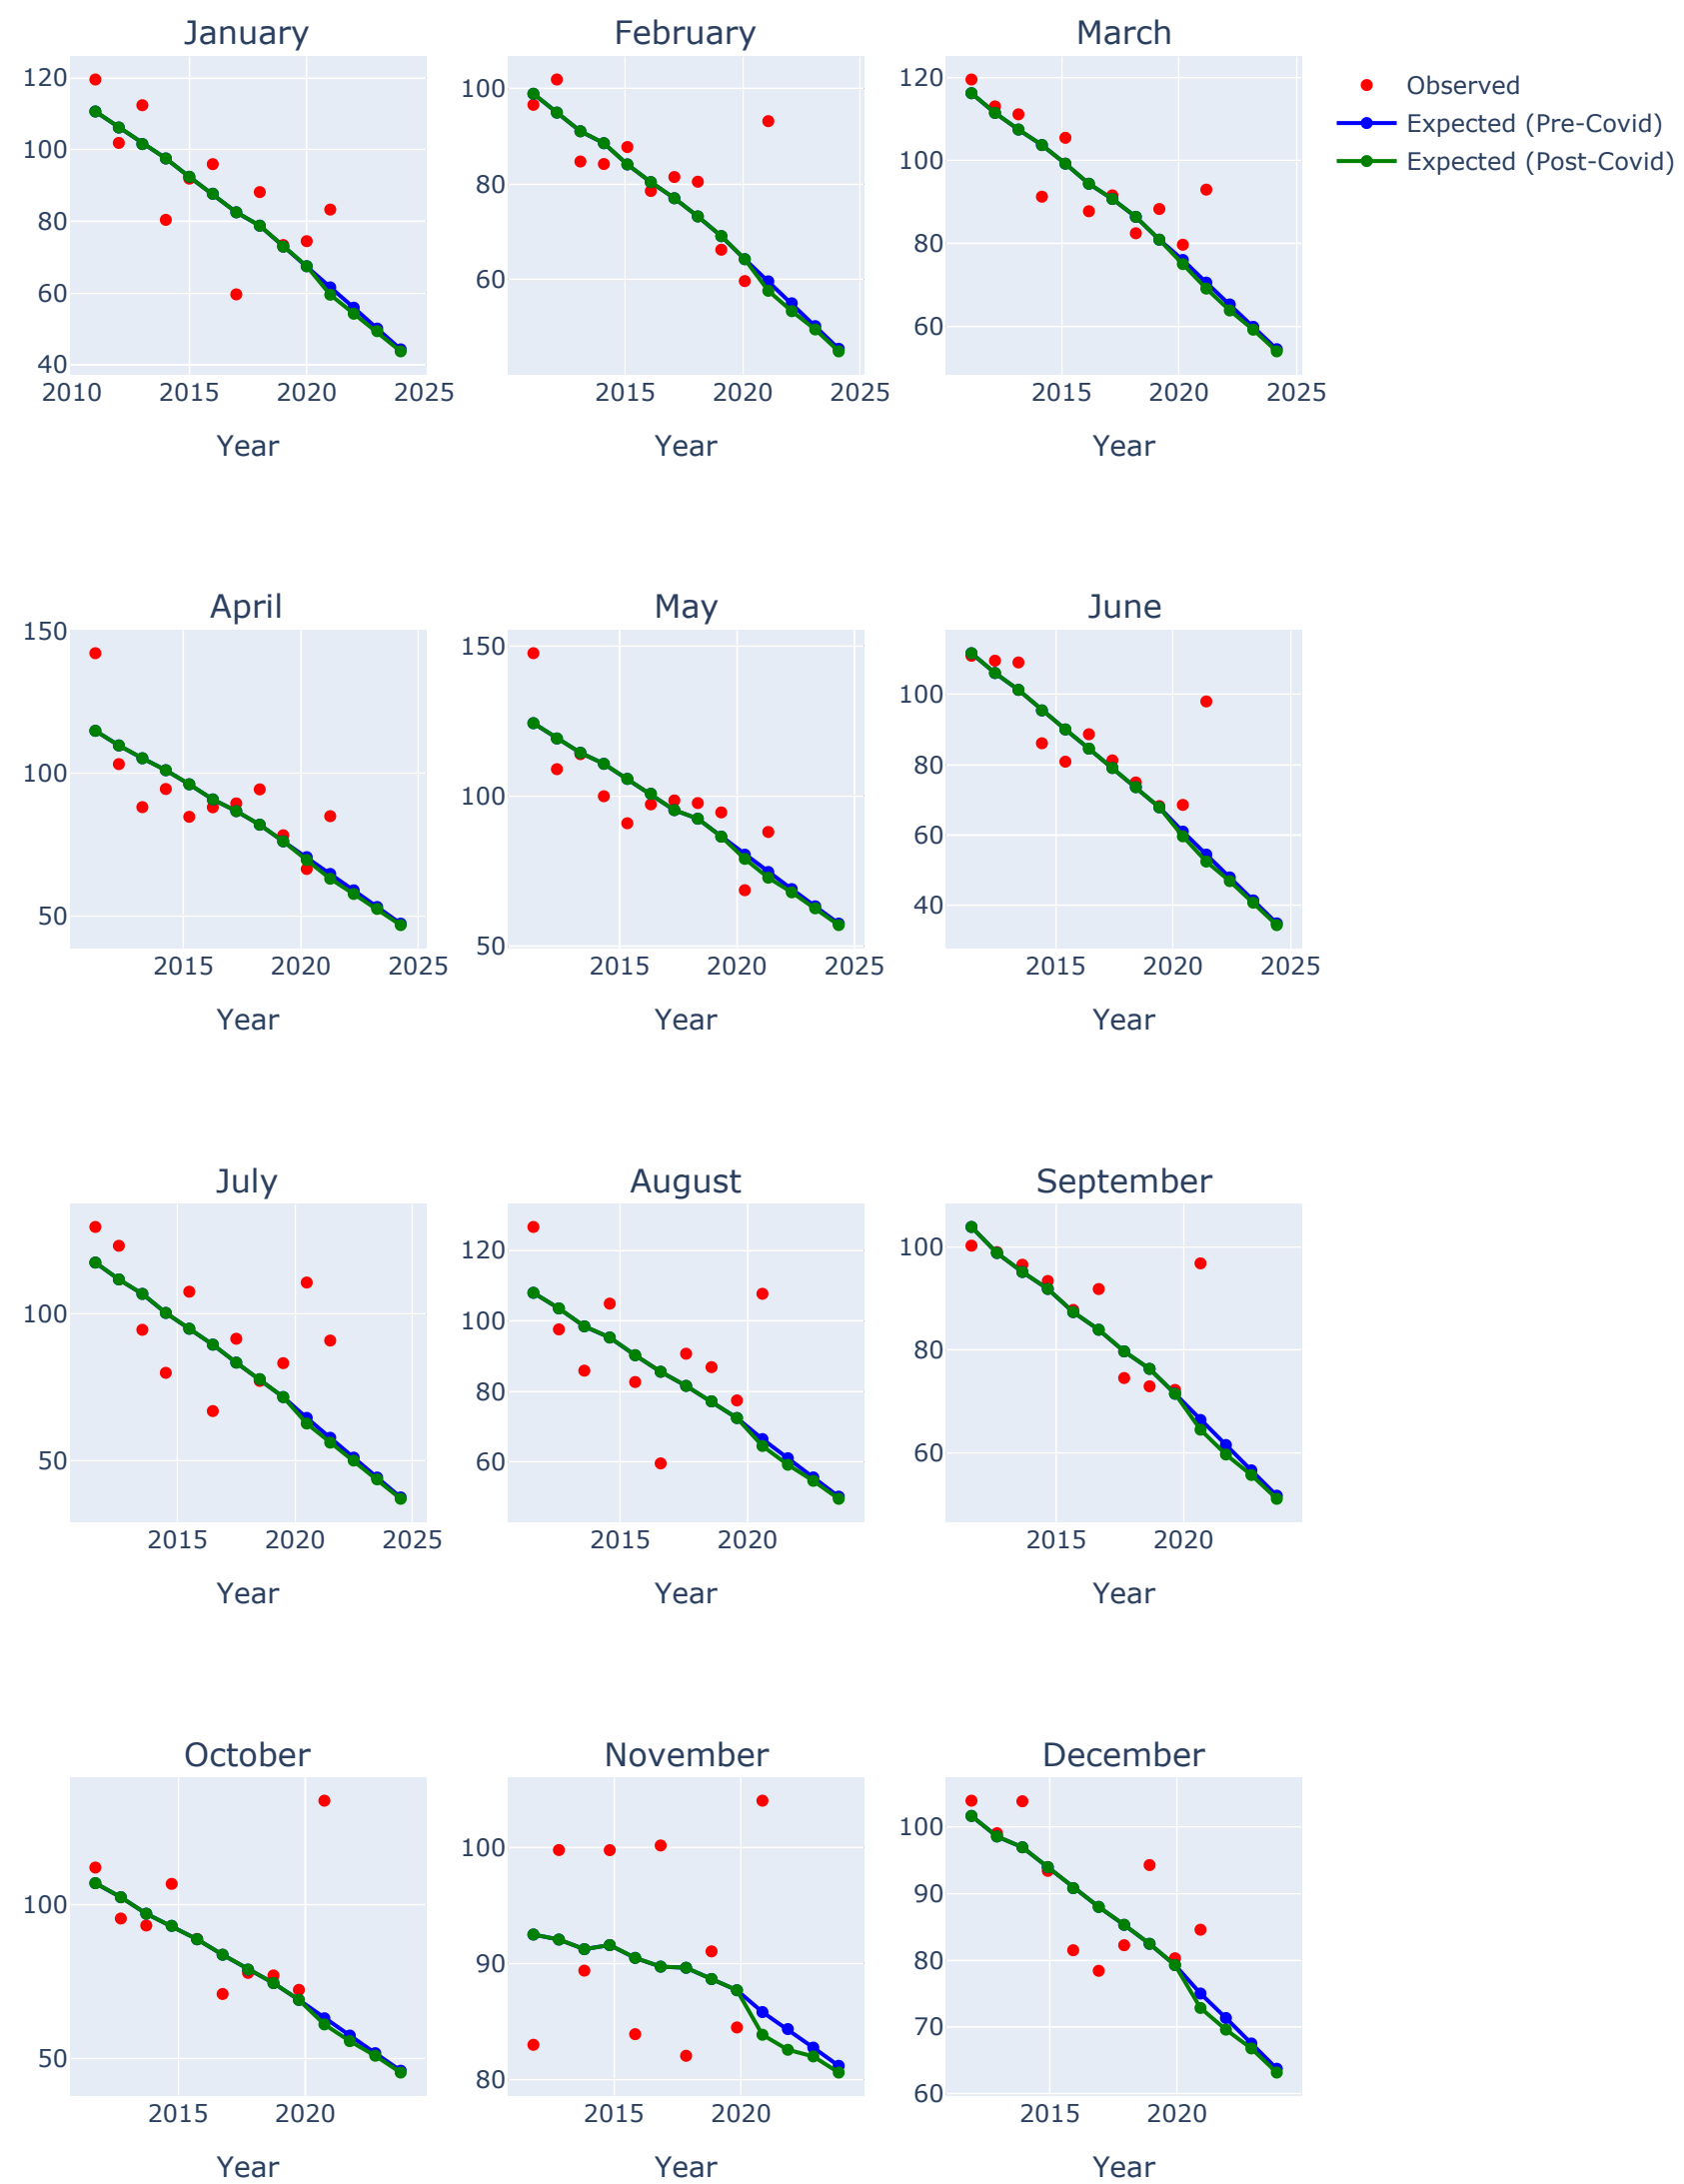 January
February
March
Observed
Expected (Pre-Covid)
Expected (Post-Covid)
120
100
80
60
40
2010
2015
2020
2025
Year
100
80
60
2015
2020
2025
Year
120
100
80
60
2015
2020
2025
Year
April
May
June
150
100
50
2015
2020
2025
Year
150
100
50
2015
2020
2025
Year
100
80
60
40
2015
2020
2025
Year
July
August
September
100
50
2015
2020
2025
Year
120
100
80
60
2015
2020
Year
100
80
60
2015
2020
Year
October
November
December
100
50
2015
2020
Year
100
90
80
2015
2020
Year
100
90
80
70
60
2015
2020
Year